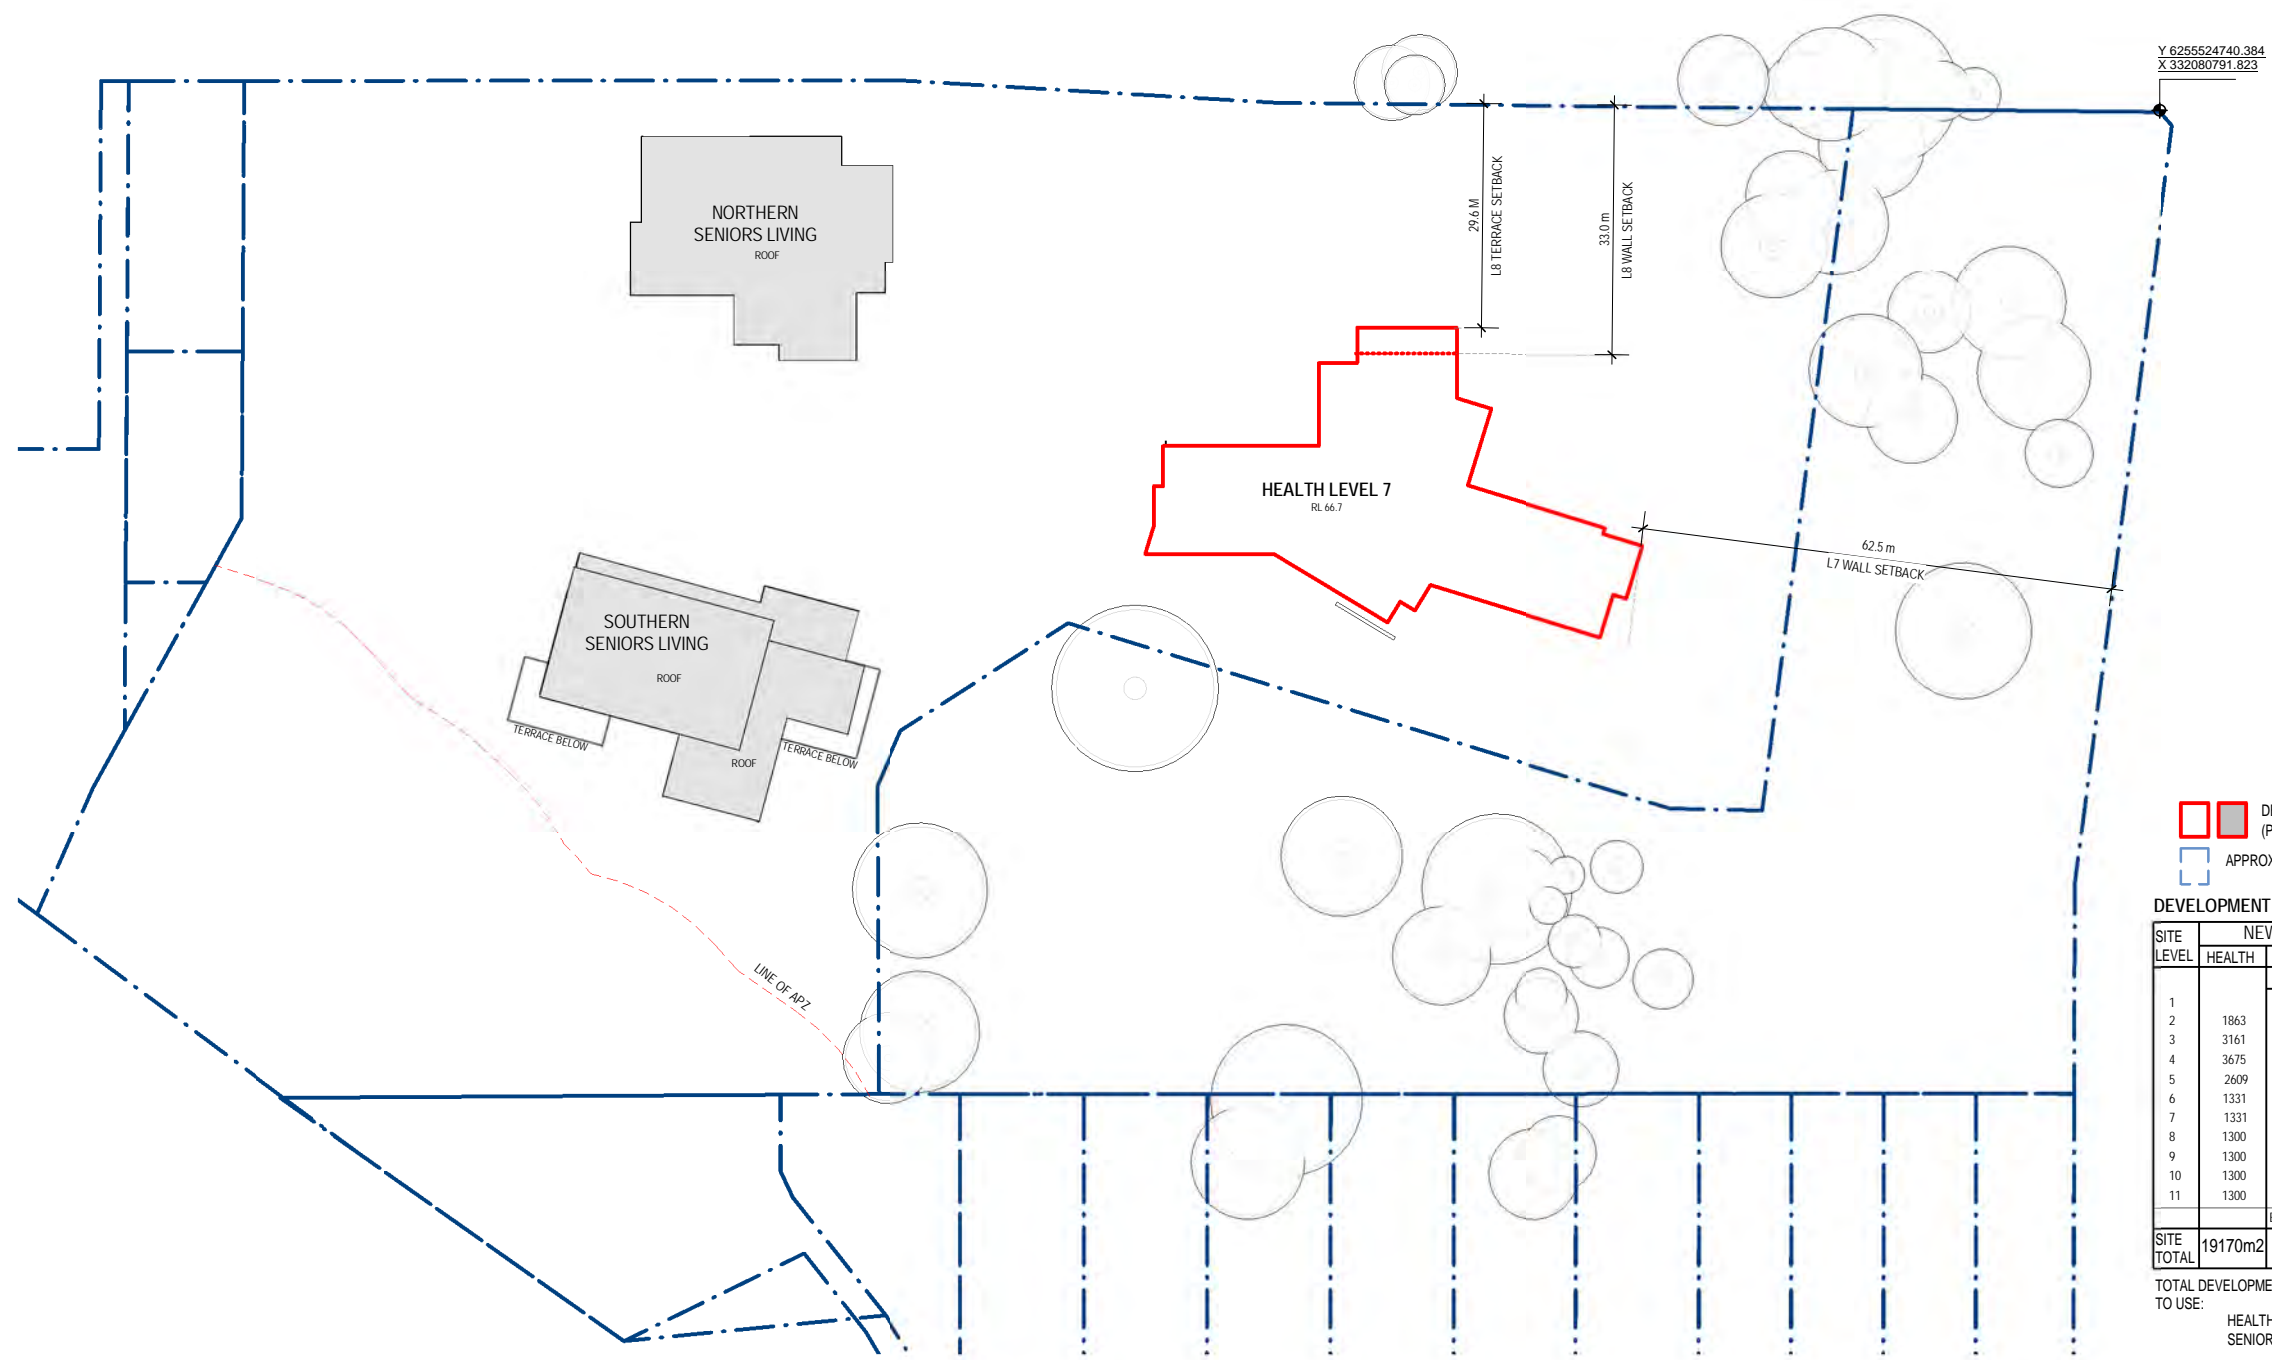 Y 6255524740.384
X 332080791.823
29.6 M
L8 TERRACE SETBACK
33.0 m
L8 WALL SETBACK
NORTHERN
SENIORS LIVING
ROOF
HEALTH LEVEL 7
RL 66.7
62.5 m
L7 WALL SETBACK
SOUTHERN
SENIORS LIVING
ROOF
TERRACE BELOW
ROOF
TERRACE BELOW
LINE OF APZ
APPROX
DEVELOPMENT
SITE LEVEL
NEW
HEALTH
1
2 1863
3 3161
4 3675
5 2609
6 1331
7 1331
8 1300
9 1300
10 1300
11 1300
SITE TOTAL 19170m2
TOTAL DEVELOPME
TO USE:
HEALTH
SENIOR